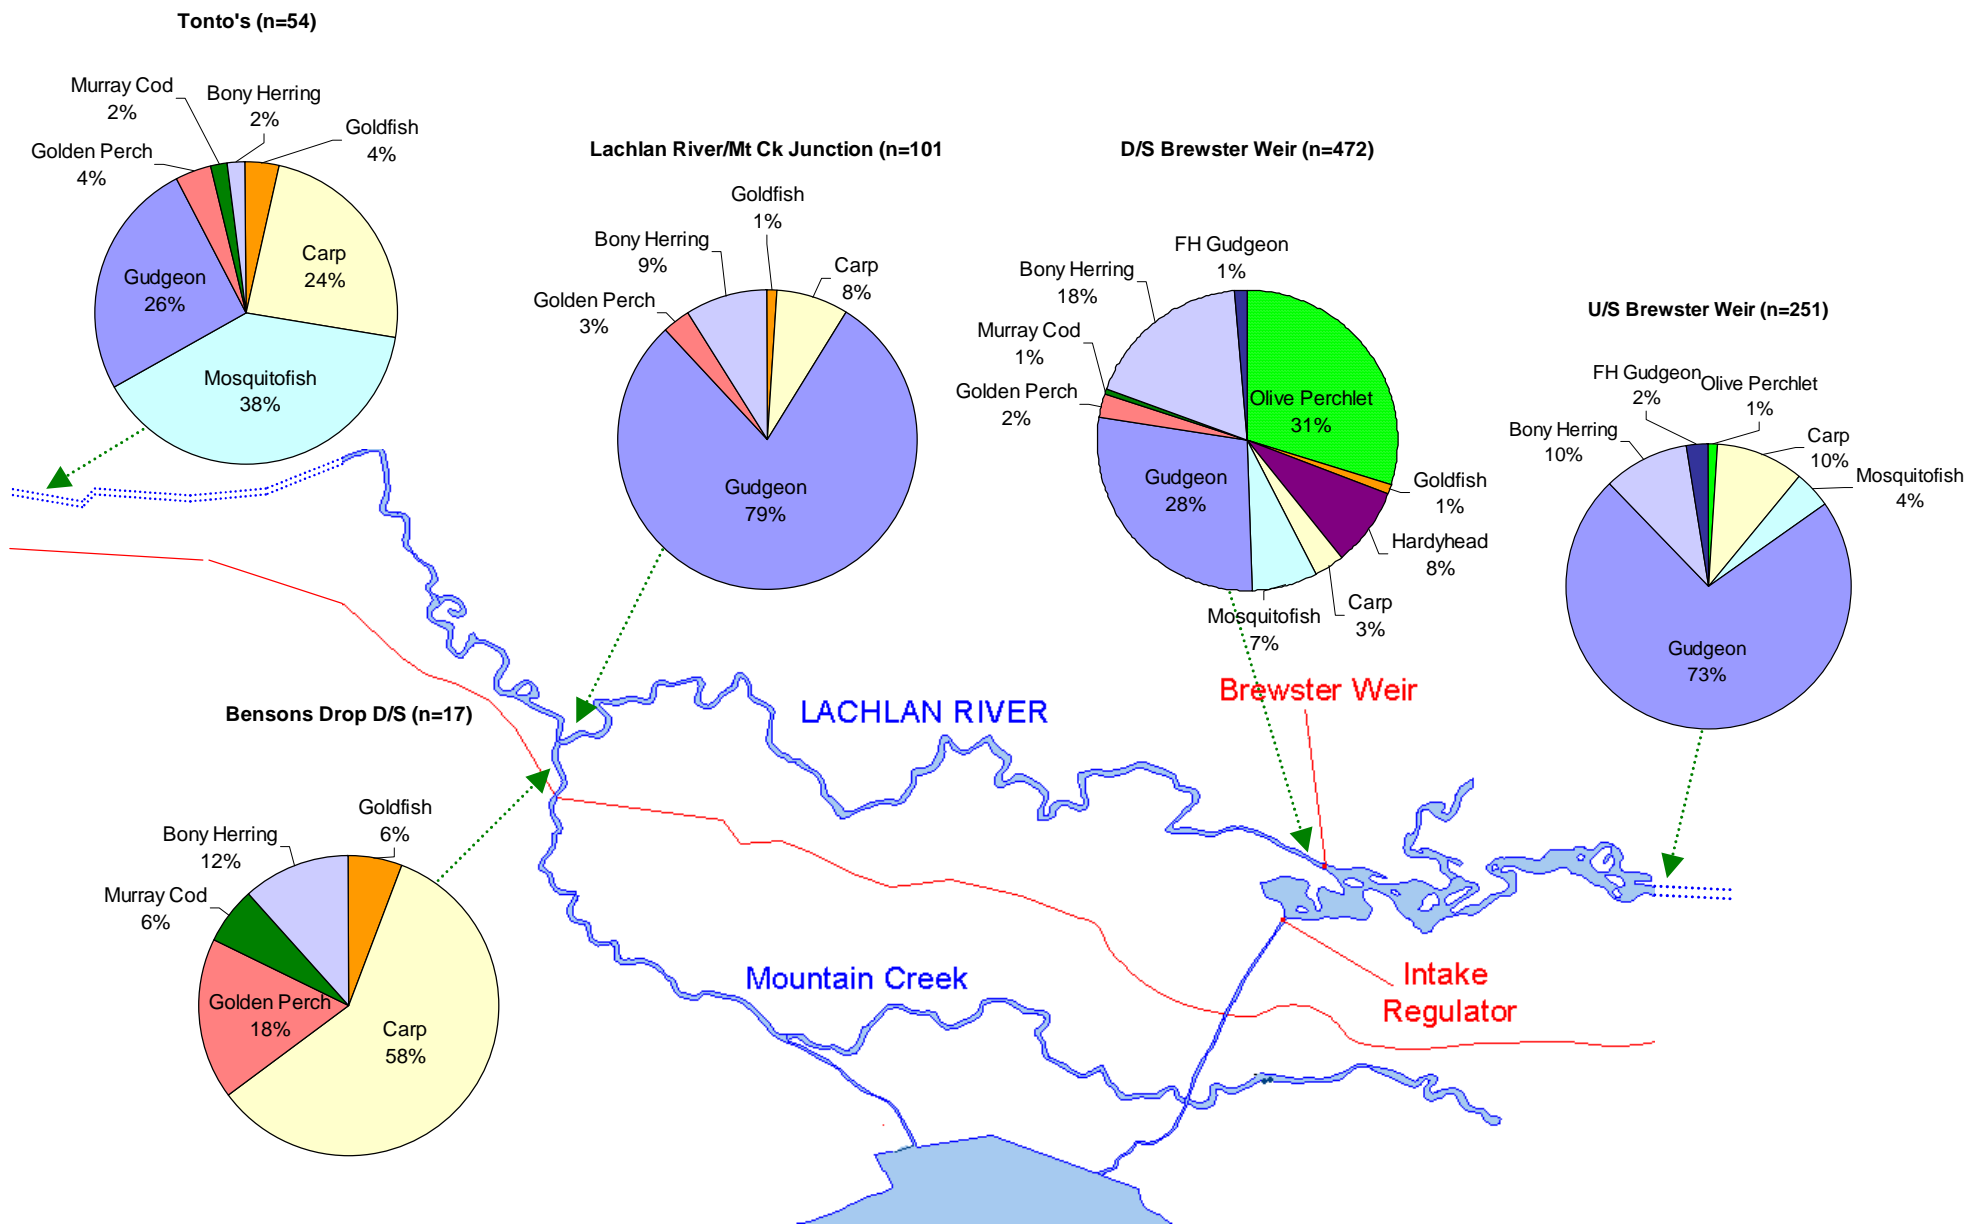 Tonto's (n=54)
Murray Cod
2%
Bony Herring
2%
Goldfish
4%
Golden Perch
4%
Gudgeon
26%
Carp
24%
Mosquitofish
38%
Lachlan River/Mt Ck Junction (n=101
Goldfish
1%
Bony Herring
9%
Carp
8%
Golden Perch
3%
Gudgeon
79%
D/S Brewster Weir (n=472)
FH Gudgeon
1%
Bony Herring
18%
Murray Cod
1%
Golden Perch
2%
Olive Perchlet
31%
Gudgeon
28%
Goldfish
1%
Hardyhead
8%
Carp
3%
Mosquitofish
7%
U/S Brewster Weir (n=251)
FH Gudgeon
2%
Olive Perchlet
1%
Bony Herring
10%
Carp
10%
Mosquitofish
4%
Gudgeon
73%
Brewster Weir
LACHLAN RIVER
Bensons Drop D/S (n=17)
Goldfish
6%
Bony Herring
12%
Murray Cod
6%
Golden Perch
18%
Carp
58%
Mountain Creek
Intake
Regulator